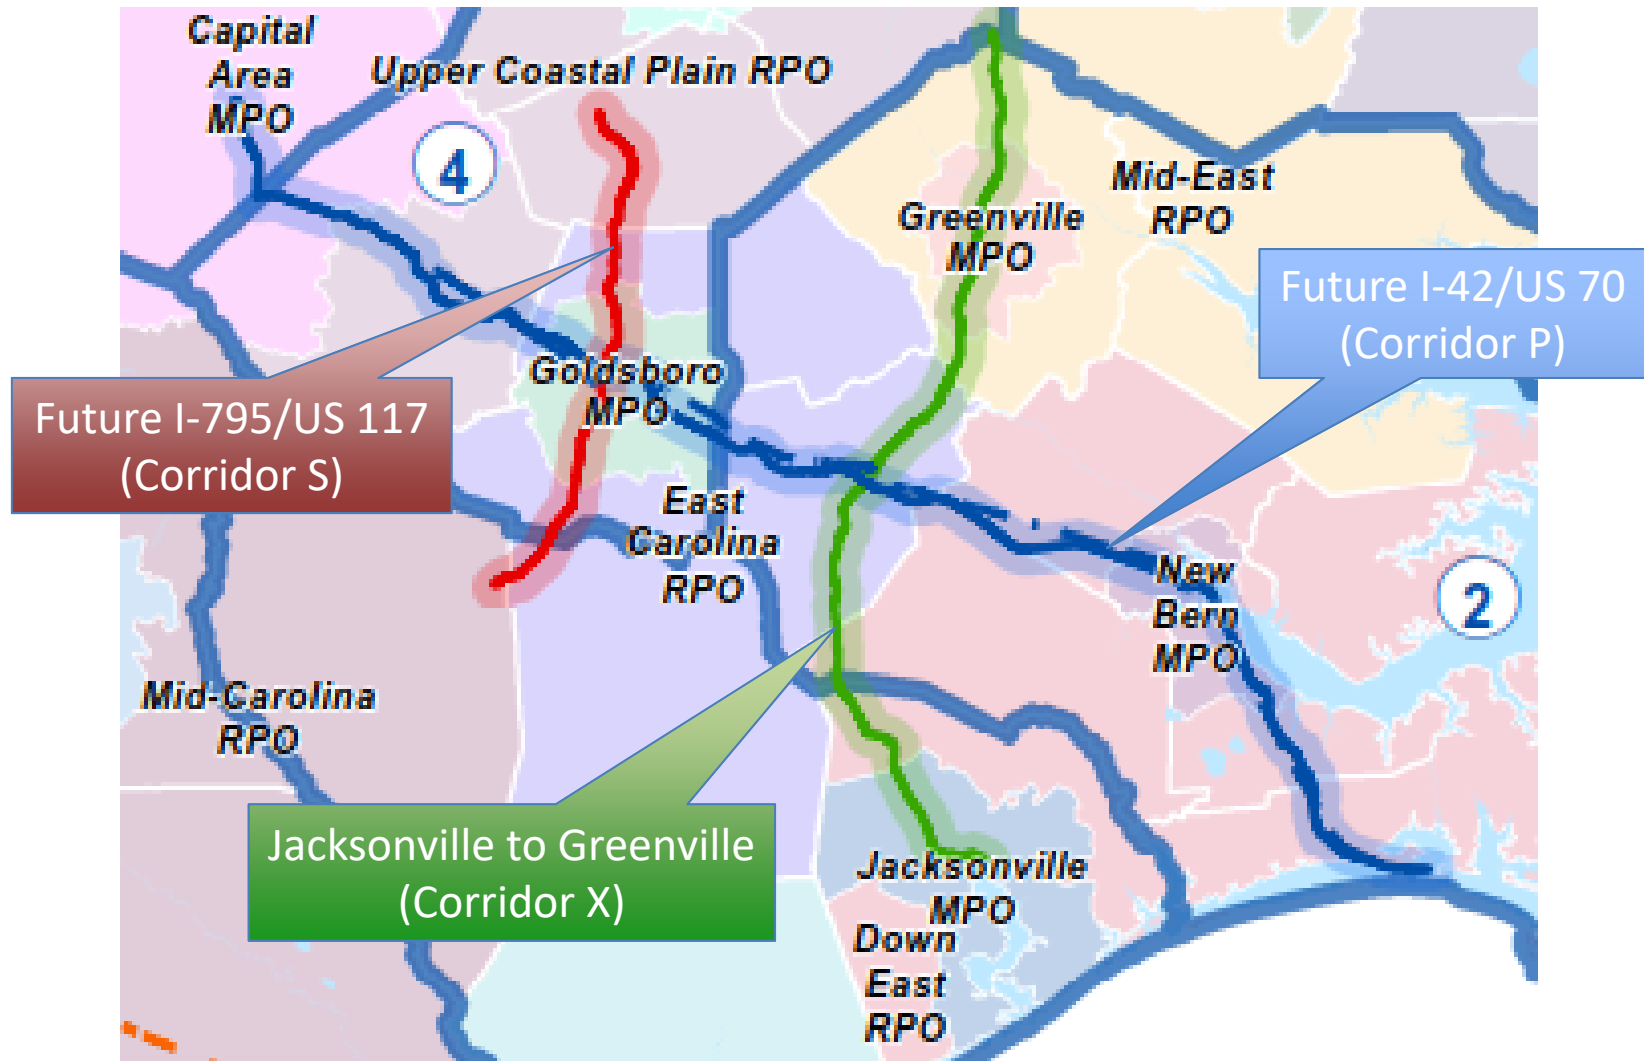 Capital
Area
MPO
Upper Coastal Plain RPO
4
Mid-East
RPO
Greenville
MPO
Future I-42/US 70
(Corridor P)
Goldsboro
MPO
Future I-795/US 117
(Corridor S)
East
Carolina
RPO
New
Bern
MPO
2
Mid-Carolina
RPO
Jacksonville to Greenville
(Corridor X)
Jacksonville
MPO
Down
East
RPO